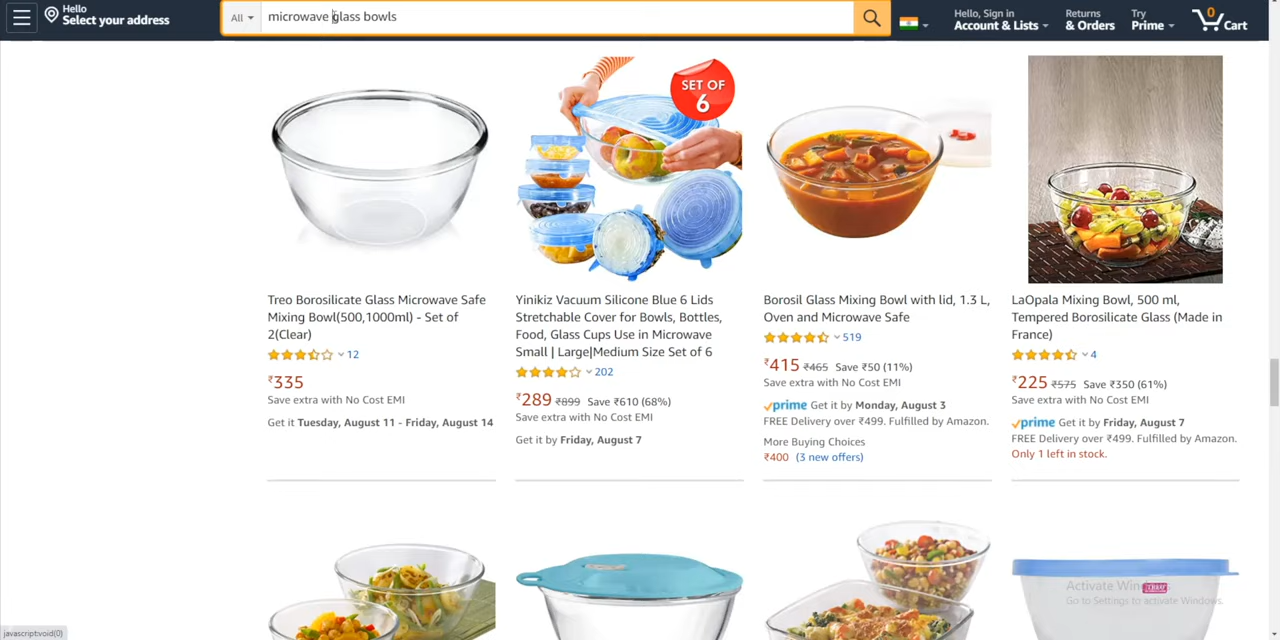 Hello
Select your address
All
microwave glass bowls
Hello, Sign in
Account & Lists
Returns
& Orders
Try
Prime
0
Cart
SET OF
6
Treo Borosilicate Glass Microwave Safe
Mixing Bowl(500,1000ml) - Set of
2(Clear)
12
₹335
Save extra with No Cost EMI
Get it Tuesday, August 11 - Friday, August 14
Yinikiz Vacuum Silicone Blue 6 Lids
Stretchable Cover for Bowls, Bottles,
Food, Glass Cups Use in Microwave
Small | Large|Medium Size Set of 6
202
₹289 ₹899 Save ₹610 (68%)
Save extra with No Cost EMI
Get it by Friday, August 7
Borosil Glass Mixing Bowl with lid, 1.3 L,
Oven and Microwave Safe
519
₹415 ₹465 Save ₹50 (11%)
Save extra with No Cost EMI
prime Get it by Monday, August 3
FREE Delivery over ₹499. Fulfilled by Amazon.
More Buying Choices
₹400 (3 new offers)
LaOpala Mixing Bowl, 500 ml,
Tempered Borosilicate Glass (Made in
France)
4
₹225 ₹575 Save ₹350 (61%)
Save extra with No Cost EMI
prime Get it by Friday, August 7
FREE Delivery over ₹499. Fulfilled by Amazon.
Only 1 left in stock.
Activate Win
Go to Settings to activate Windows.
javascript:void(0)